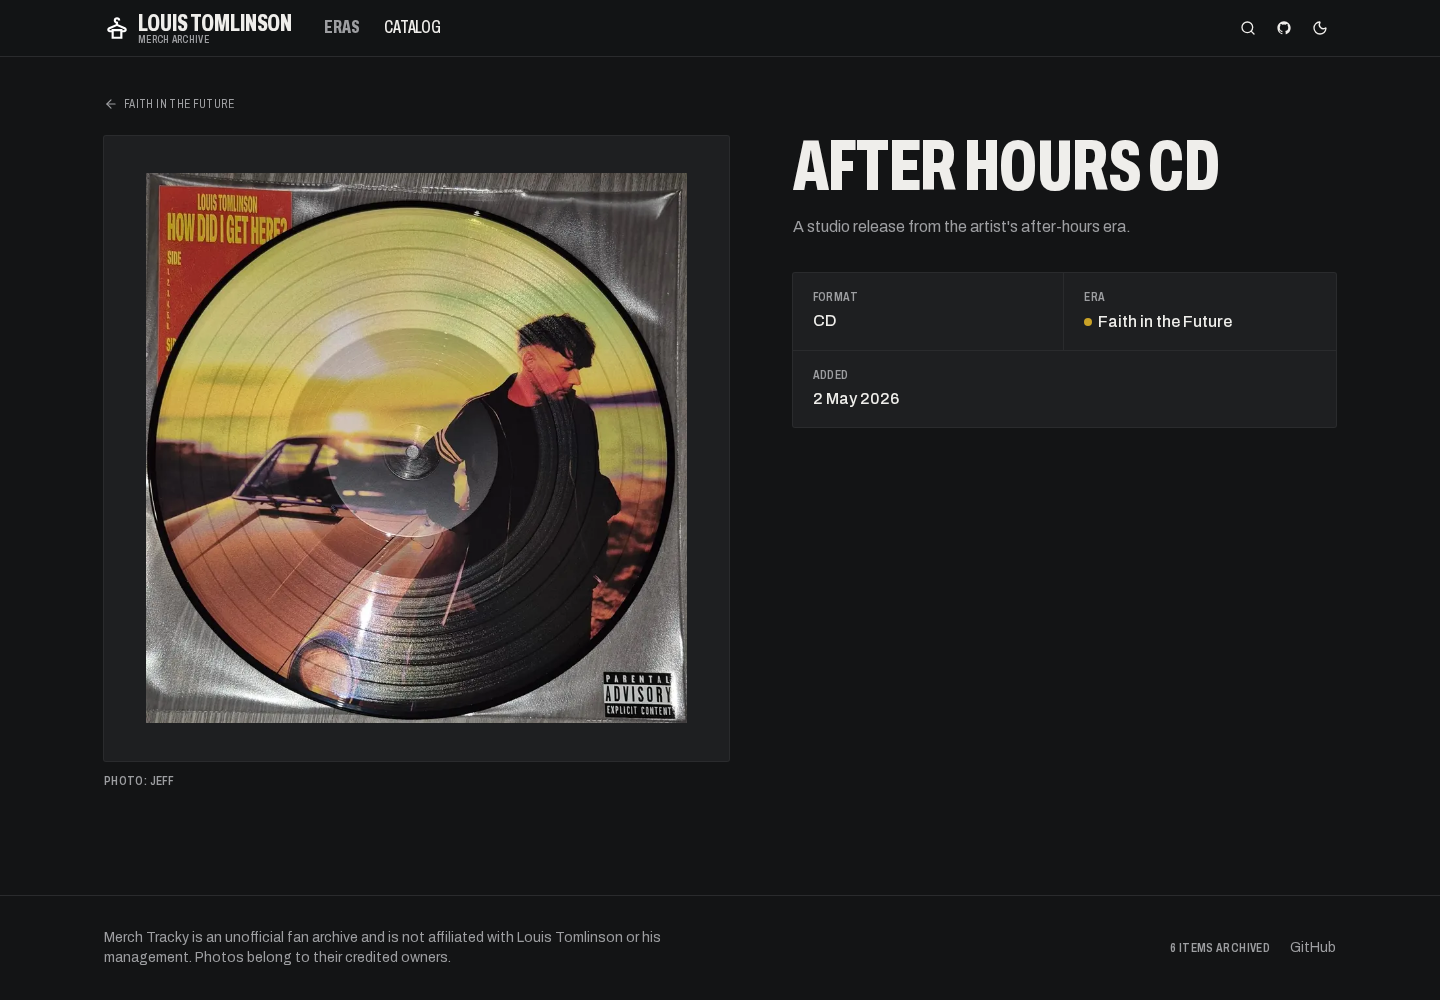 LOUIS TOMLINSON
MERCH ARCHIVE
ERAS
CATALOG
FAITH IN THE FUTURE
LOUIS TOMLINSON
HOW DID I GET HERE?
SIDE
PARENTAL
ADVISORY
EXPLICIT CONTENT
PHOTO: JEFF
AFTER HOURS CD
A studio release from the artist's after-hours era.
FORMAT
CD
ERA
Faith in the Future
ADDED
2 May 2026
Merch Tracky is an unofficial fan archive and is not affiliated with Louis Tomlinson or his
management. Photos belong to their credited owners.
6 ITEMS ARCHIVED
GitHub